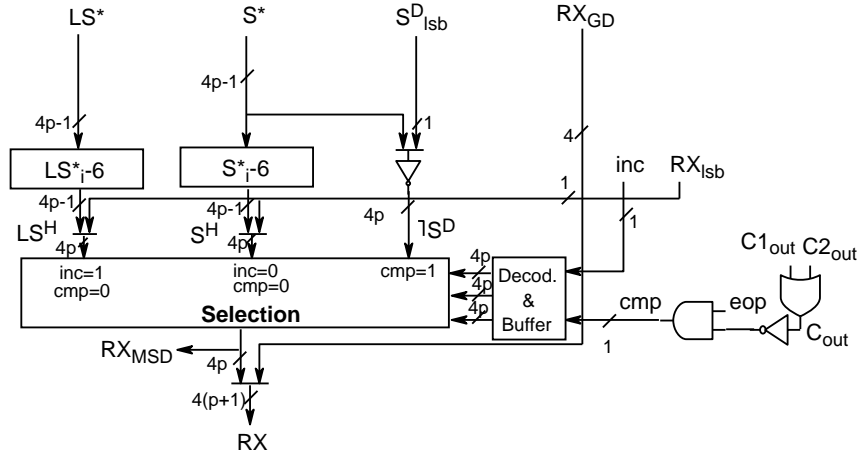 LS*
S*
S^D_lsb
RX_GD
4p-1
4p-1
1
4
LS*_i-6
S*_i-6
inc
RX_lsb
4p-1
4p-1
4p
1
1
LS^H
S^H
⅂S^D
4p
4p
C1_out
C2_out
inc=1
cmp=0
inc=0
cmp=0
cmp=1
4p
4p
4p
Decod.
&
Buffer
cmp
eop
Selection
1
C_out
RX_MSD
4p
4(p+1)
RX